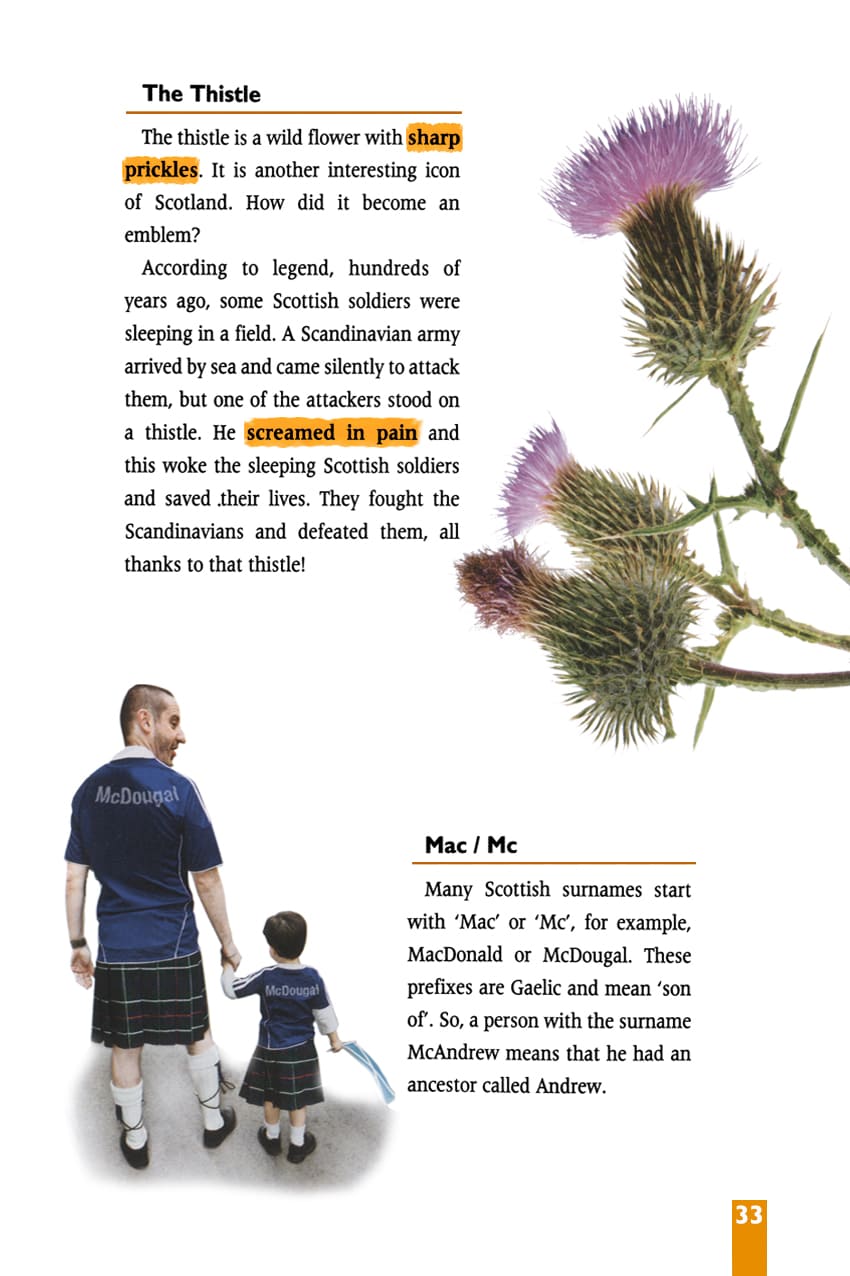 The Thistle
The thistle is a wild flower with sharp
prickles. It is another interesting icon
of Scotland. How did it become an
emblem?
According to legend, hundreds of
years ago, some Scottish soldiers were
sleeping in a field. A Scandinavian army
arrived by sea and came silently to attack
them, but one of the attackers stood on
a thistle. He screamed in pain and
this woke the sleeping Scottish soldiers
and saved .their lives. They fought the
Scandinavians and defeated them, all
thanks to that thistle!
McDougal
McDougal
Mac / Mc
Many Scottish surnames start
with ‘Mac’ or ‘Mc’, for example,
MacDonald or McDougal. These
prefixes are Gaelic and mean ‘son
of’. So, a person with the surname
McAndrew means that he had an
ancestor called Andrew.
33